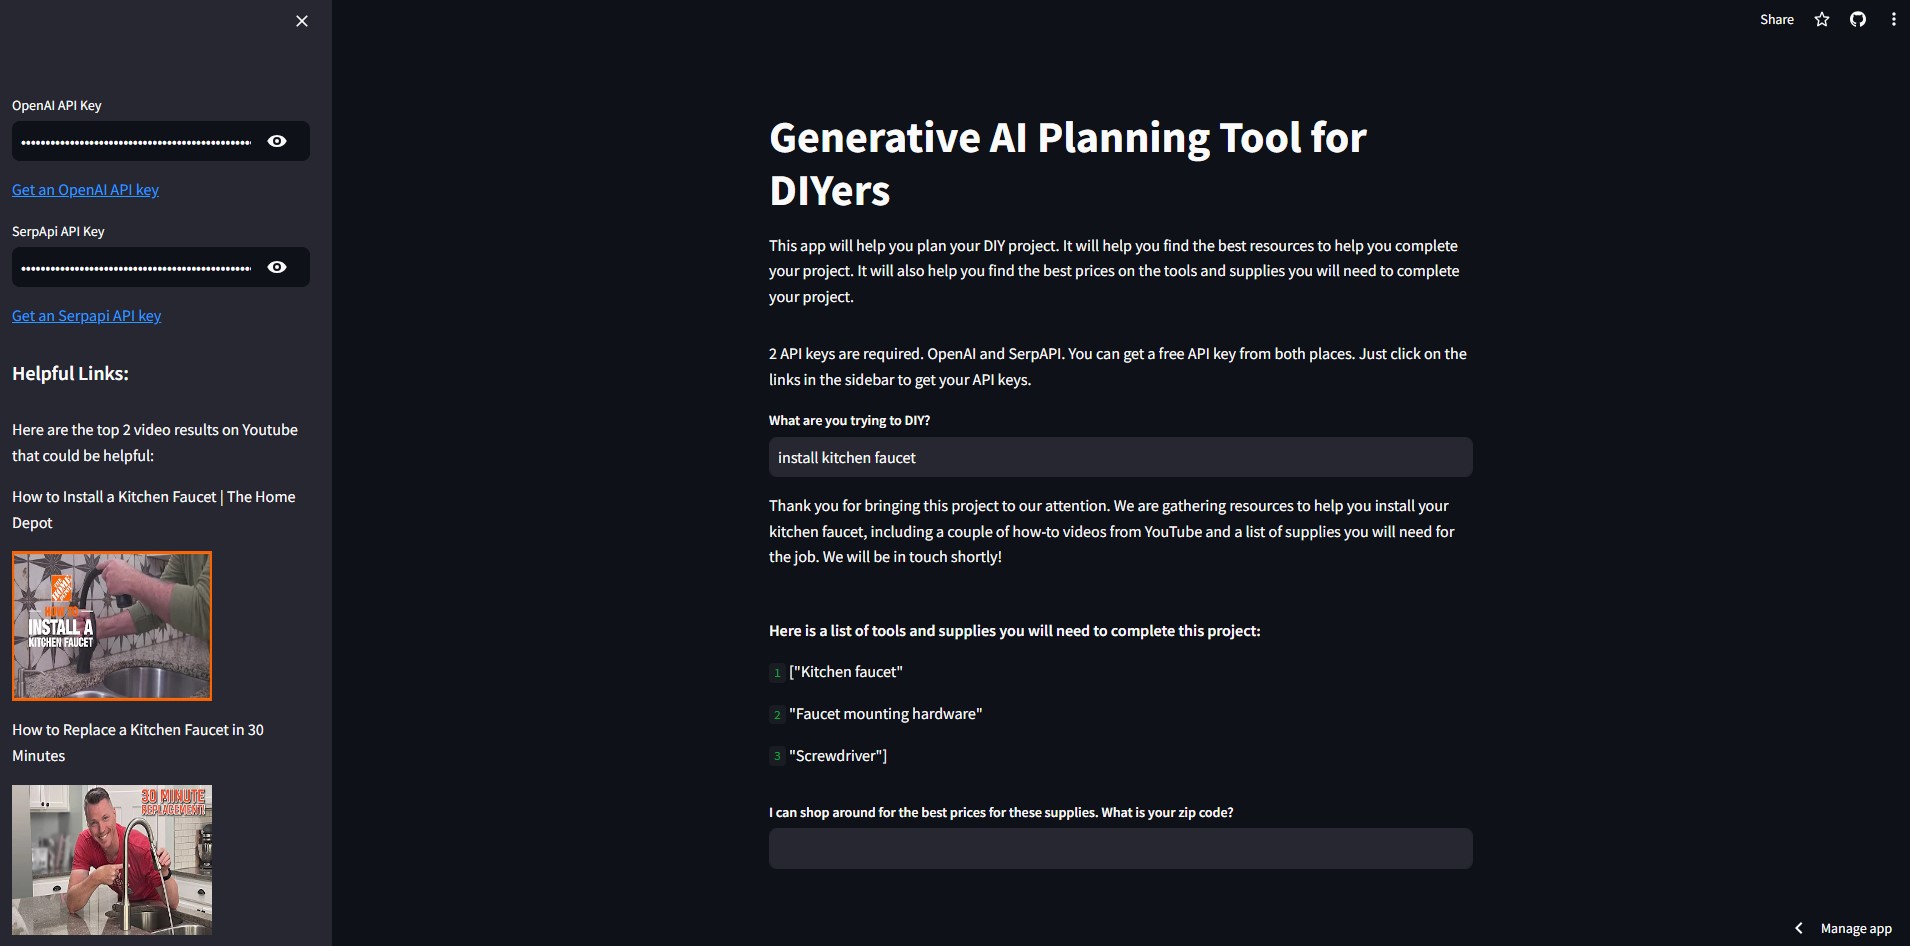 Share
OpenAI API Key
••••••••••••••••••••••••••••••••••••••••••••••••
Get an OpenAI API key
SerpApi API Key
••••••••••••••••••••••••••••••••••••••••••••••••
Get an Serpapi API key
Helpful Links:
Here are the top 2 video results on Youtube
that could be helpful:
How to Install a Kitchen Faucet | The Home
Depot
THE HOME DEPOT
HOW TO
INSTALL A
KITCHEN FAUCET
How to Replace a Kitchen Faucet in 30
Minutes
30 MINUTE
REPLACEMENT!
Generative AI Planning Tool for
DIYers
This app will help you plan your DIY project. It will help you find the best resources to help you complete
your project. It will also help you find the best prices on the tools and supplies you will need to complete
your project.
2 API keys are required. OpenAI and SerpAPI. You can get a free API key from both places. Just click on the
links in the sidebar to get your API keys.
What are you trying to DIY?
install kitchen faucet
Thank you for bringing this project to our attention. We are gathering resources to help you install your
kitchen faucet, including a couple of how-to videos from YouTube and a list of supplies you will need for
the job. We will be in touch shortly!
Here is a list of tools and supplies you will need to complete this project:
1 ["Kitchen faucet"
2 "Faucet mounting hardware"
3 "Screwdriver"]
I can shop around for the best prices for these supplies. What is your zip code?
Manage app